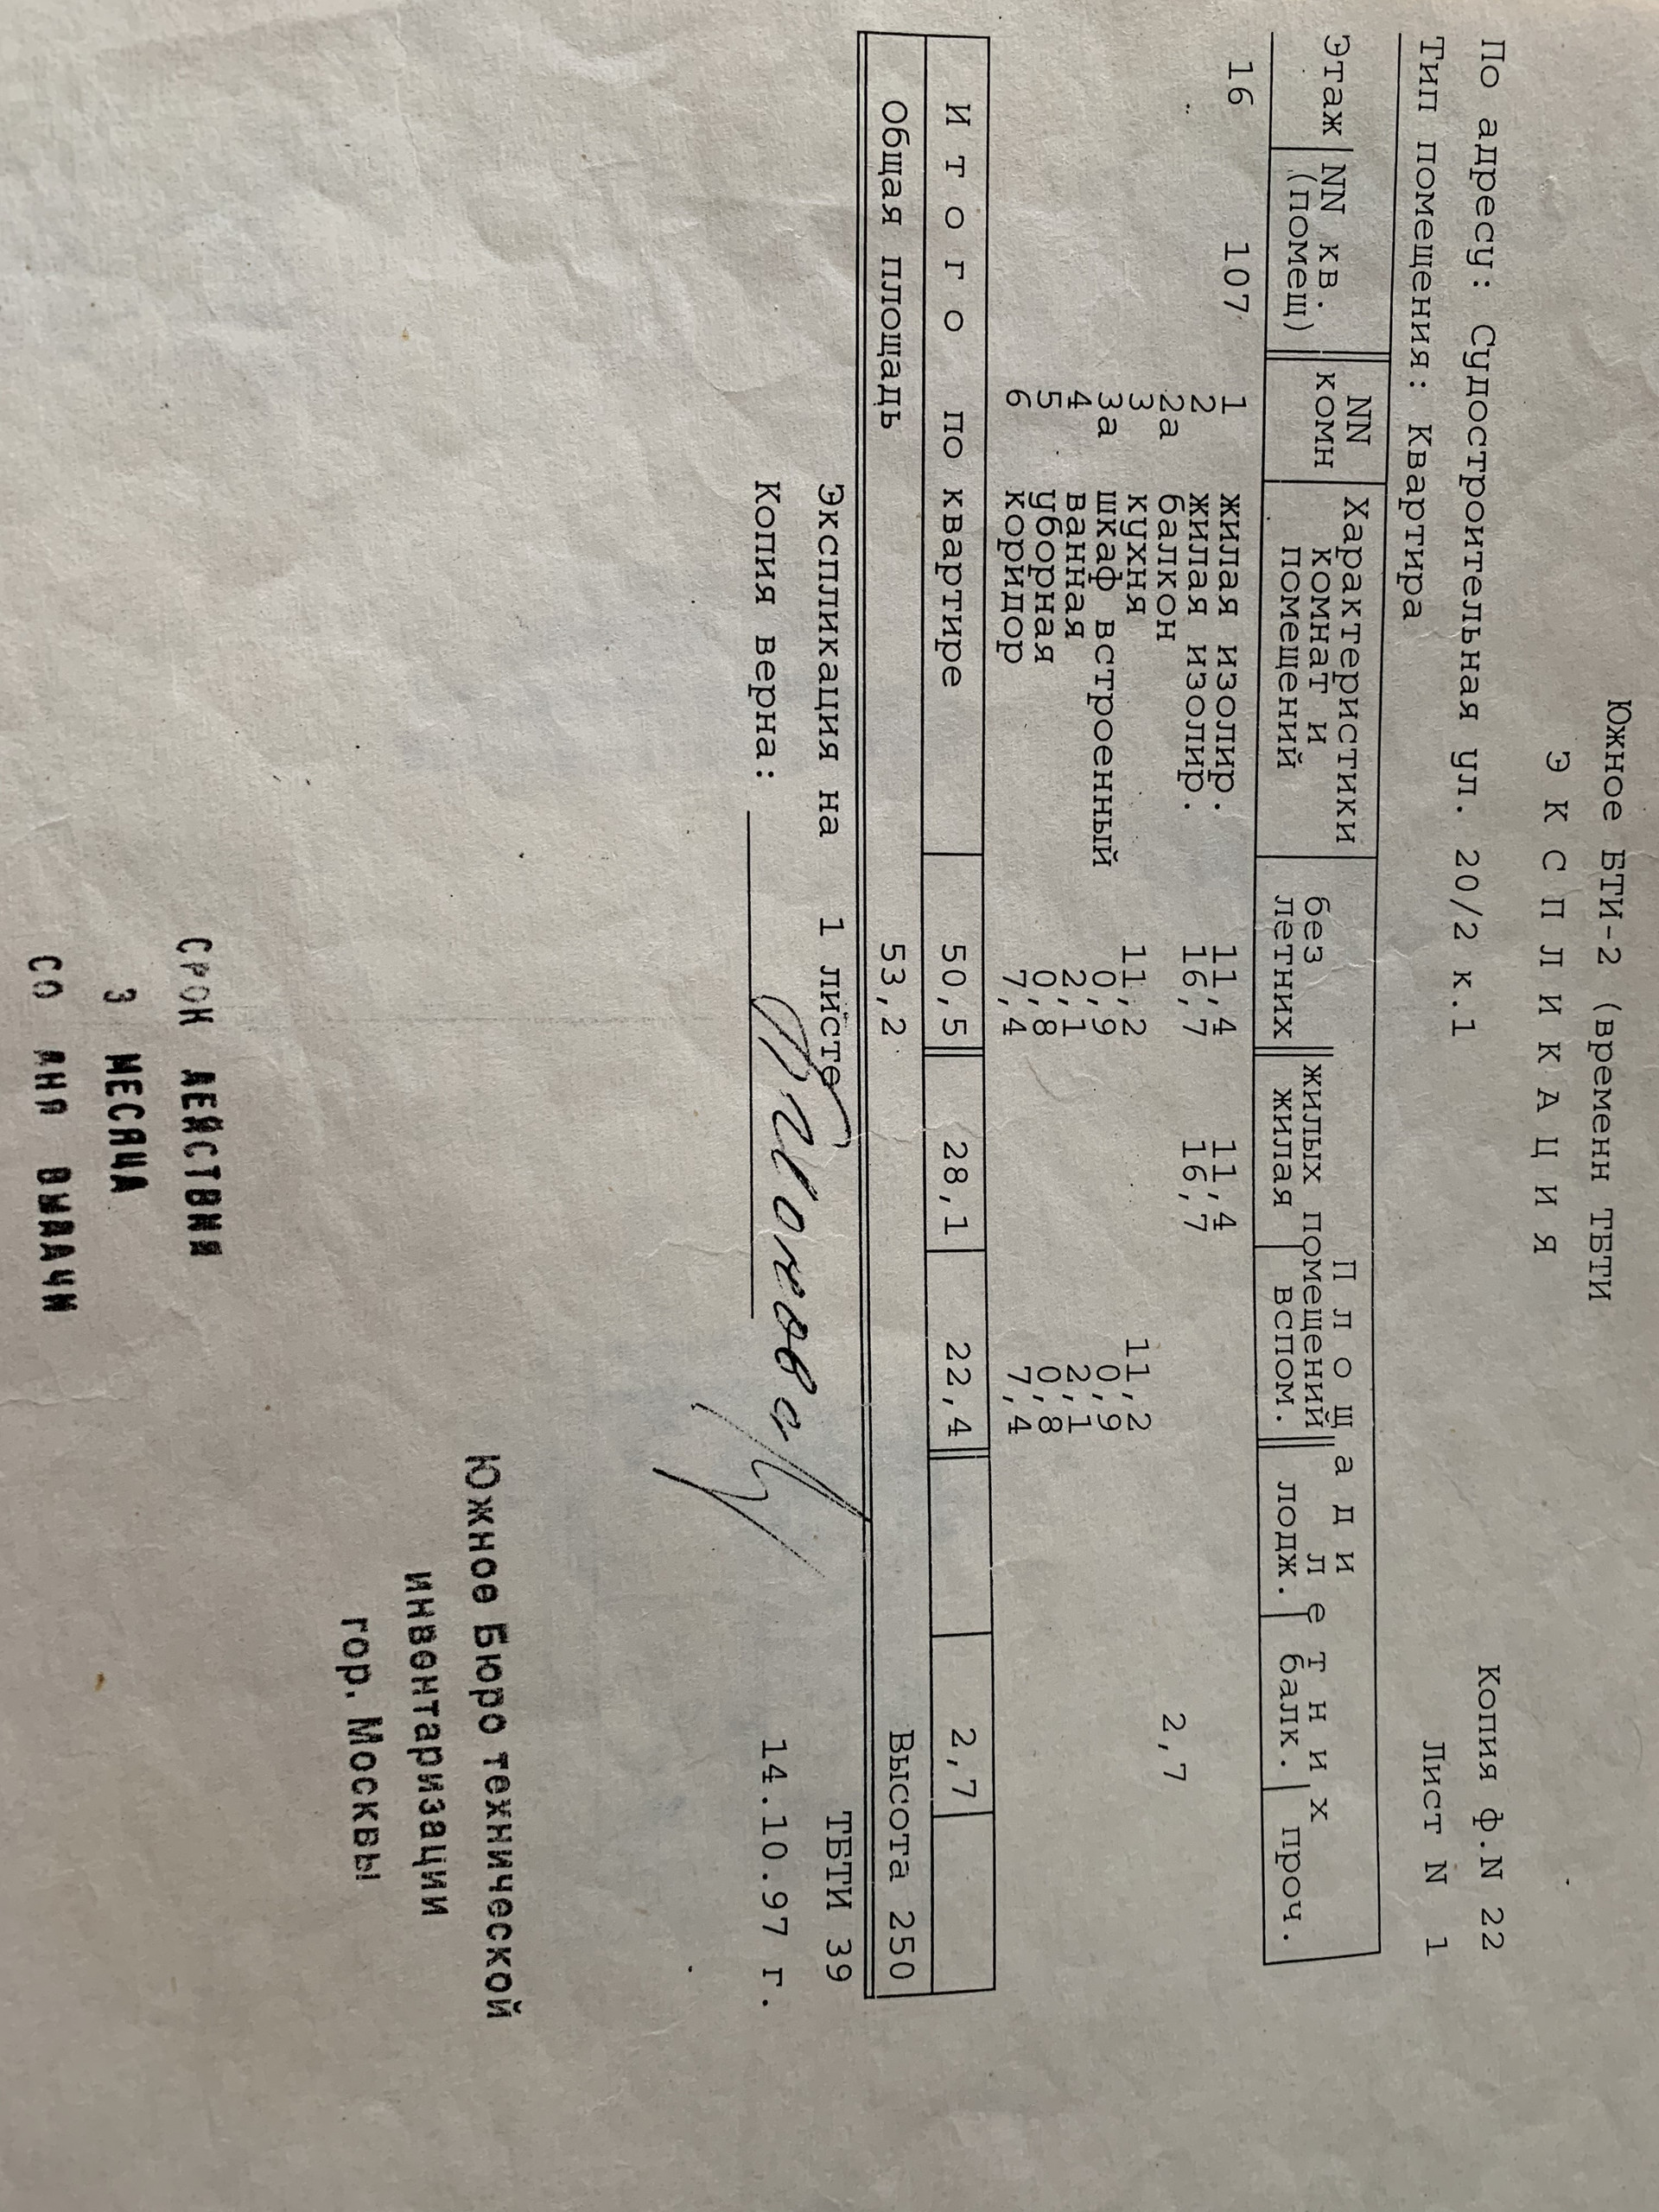 Южное БТИ-2 (временн ТБТИ
Э К С П Л И К А Ц И Я
По адресу: Судостроительная ул. 20/2 к.1 Копия ф.N 22
Тип помещения: Квартира Лист N 1
Этаж NN кв. (помещ) NN комн Характеристики комнат и помещений П л о щ а д и
жилых помещений л е т н и х
без летних жилая вспом. лодж. балк. проч.
16 107 1 жилая изолир. 11,4 11,4
2 жилая изолир. 16,7 16,7
2а балкон 2,7
3 кухня 11,2 11,2
3а шкаф встроенный 0,9 0,9
4 ванная 2,1 2,1
5 уборная 0,8 0,8
6 коридор 7,4 7,4
И т о г о по квартире 50,5 28,1 22,4 2,7
Общая площадь 53,2 Высота 250
Экспликация на 1 листе ТБТИ 39
Копия верна: 14.10.97 г.
Южное Бюро технической
инвентаризации
гор. Москвы
СРОК ДЕЙСТВИЯ
3 МЕСЯЦА
СО ДНЯ ВЫДАЧИ